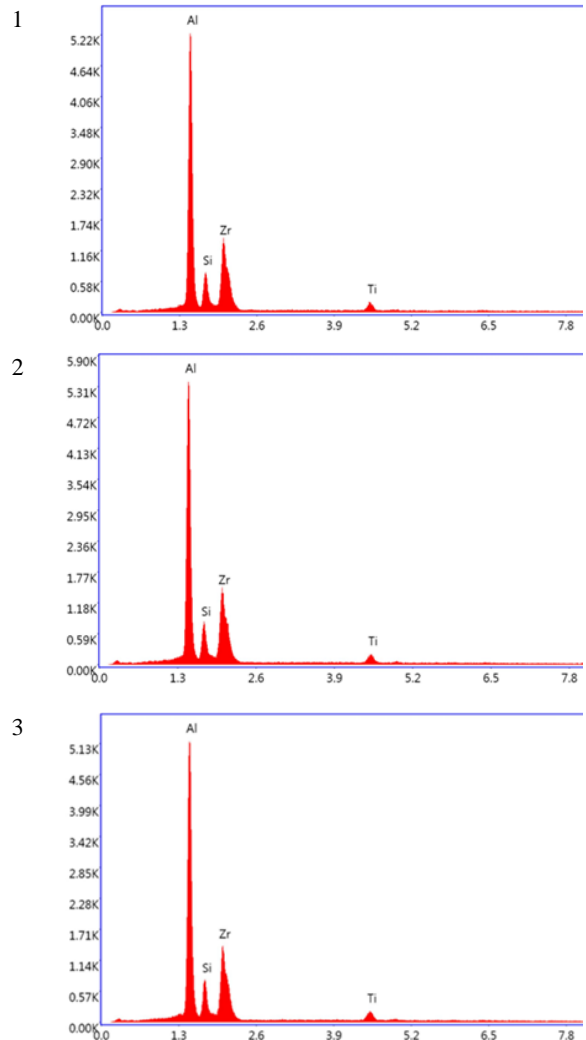 1
Al
5.22K
4.64K
4.06K
3.48K
2.90K
2.32K
1.74K
Zr
1.16K
Si
0.58K
Ti
0.00K
0.0 1.3 2.6 3.9 5.2 6.5 7.8
2
5.90K
Al
5.31K
4.72K
4.13K
3.54K
2.95K
2.36K
1.77K
Zr
1.18K
Si
0.59K
Ti
0.00K
0.0 1.3 2.6 3.9 5.2 6.5 7.8
3
Al
5.13K
4.56K
3.99K
3.42K
2.85K
2.28K
1.71K
Zr
1.14K
Si
0.57K
Ti
0.00K
0.0 1.3 2.6 3.9 5.2 6.5 7.8